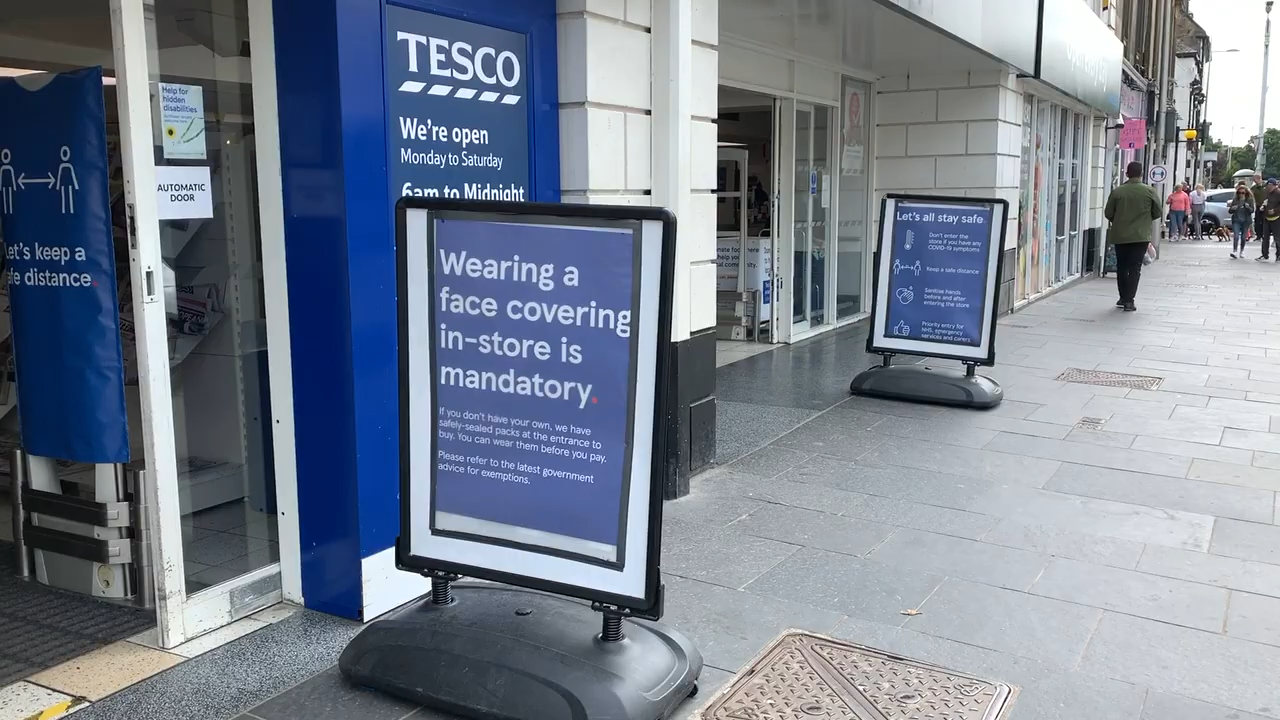 Help for
hidden
disabilities
AUTOMATIC
DOOR
Let's keep a
safe distance.
TESCO
We're open
Monday to Saturday
6am to Midnight
Wearing a
face covering
in-store is
mandatory.
If you don't have your own, we have
safely-sealed packs at the entrance to
buy. You can wear them before you pay.
Please refer to the latest government
advice for exemptions.
Let's all stay safe
Don't enter the
store if you have any
COVID-19 symptoms
Keep a safe distance
Sanitise hands
before and after
entering the store
Priority entry for
NHS, emergency
services and carers